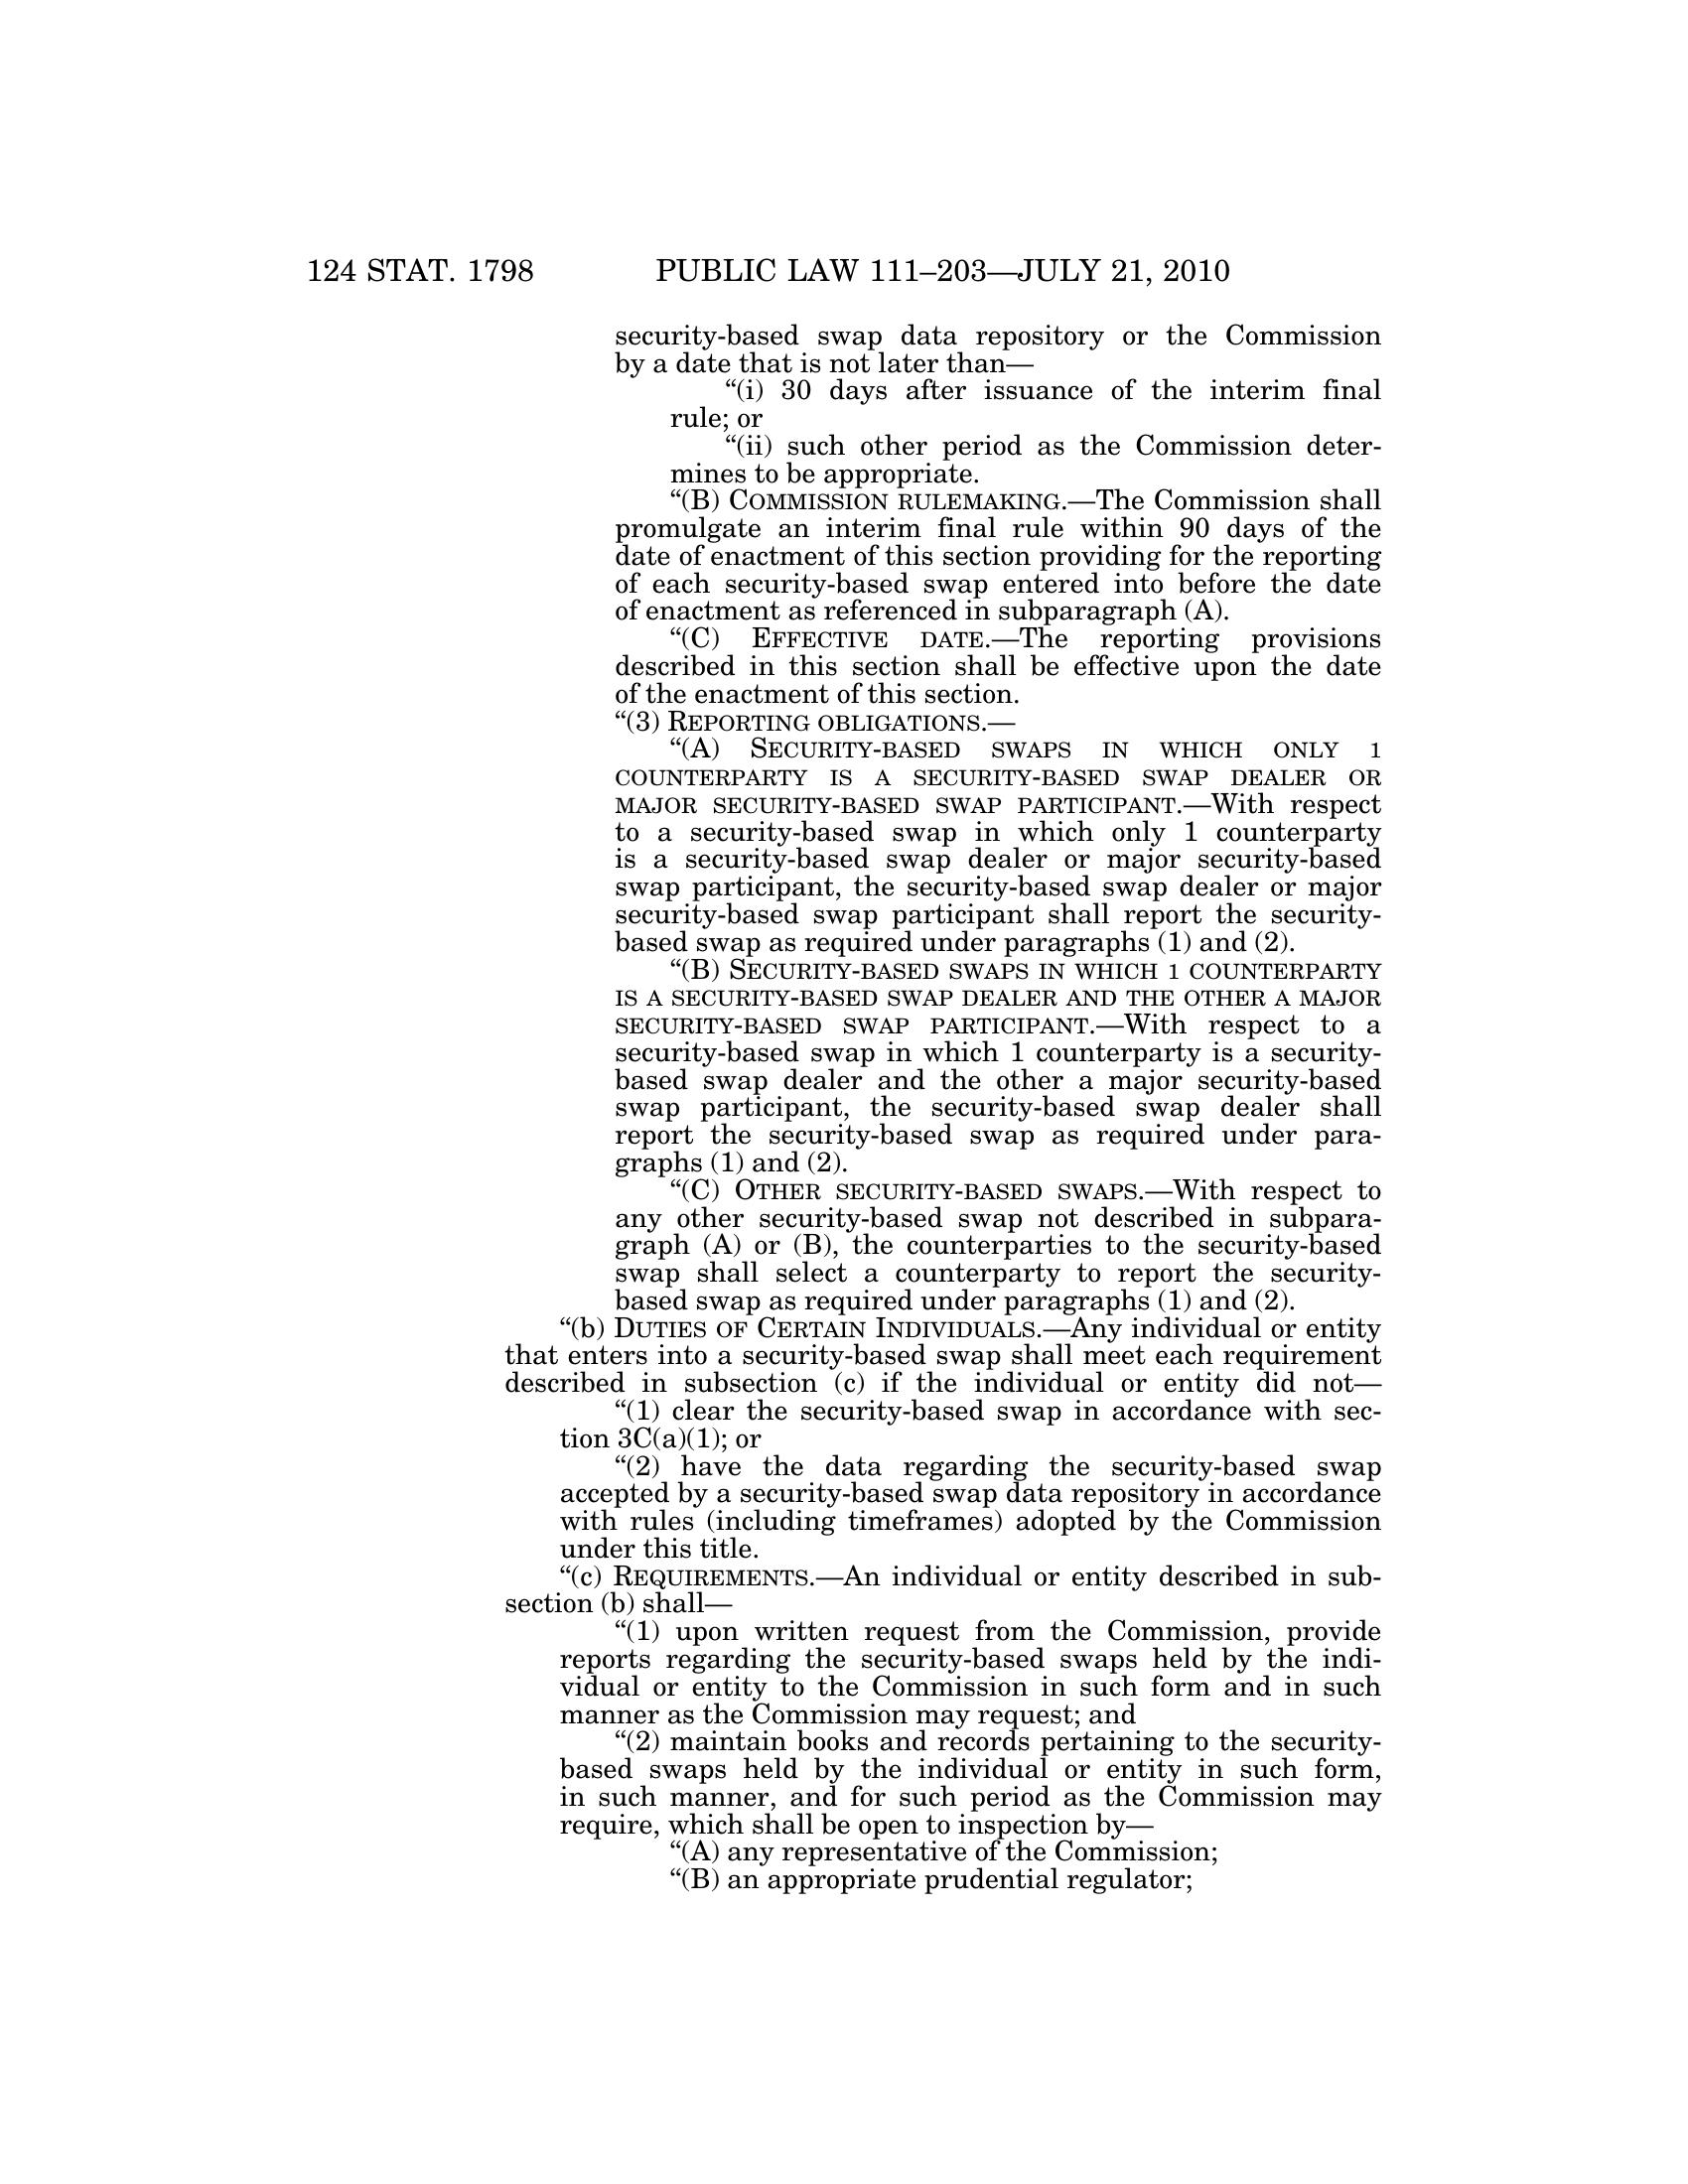 124 STAT. 1798 PUBLIC LAW 111–203—JULY 21, 2010
security-based swap data repository or the Commission
by a date that is not later than—
“(i) 30 days after issuance of the interim final
rule; or
“(ii) such other period as the Commission deter-
mines to be appropriate.
“(B) COMMISSION RULEMAKING.—The Commission shall
promulgate an interim final rule within 90 days of the
date of enactment of this section providing for the reporting
of each security-based swap entered into before the date
of enactment as referenced in subparagraph (A).
“(C) EFFECTIVE DATE.—The reporting provisions
described in this section shall be effective upon the date
of the enactment of this section.
“(3) REPORTING OBLIGATIONS.—
“(A) SECURITY-BASED SWAPS IN WHICH ONLY 1
COUNTERPARTY IS A SECURITY-BASED SWAP DEALER OR
MAJOR SECURITY-BASED SWAP PARTICIPANT.—With respect
to a security-based swap in which only 1 counterparty
is a security-based swap dealer or major security-based
swap participant, the security-based swap dealer or major
security-based swap participant shall report the security-
based swap as required under paragraphs (1) and (2).
“(B) SECURITY-BASED SWAPS IN WHICH 1 COUNTERPARTY
IS A SECURITY-BASED SWAP DEALER AND THE OTHER A MAJOR
SECURITY-BASED SWAP PARTICIPANT.—With respect to a
security-based swap in which 1 counterparty is a security-
based swap dealer and the other a major security-based
swap participant, the security-based swap dealer shall
report the security-based swap as required under para-
graphs (1) and (2).
“(C) OTHER SECURITY-BASED SWAPS.—With respect to
any other security-based swap not described in subpara-
graph (A) or (B), the counterparties to the security-based
swap shall select a counterparty to report the security-
based swap as required under paragraphs (1) and (2).
“(b) DUTIES OF CERTAIN INDIVIDUALS.—Any individual or entity
that enters into a security-based swap shall meet each requirement
described in subsection (c) if the individual or entity did not—
“(1) clear the security-based swap in accordance with sec-
tion 3C(a)(1); or
“(2) have the data regarding the security-based swap
accepted by a security-based swap data repository in accordance
with rules (including timeframes) adopted by the Commission
under this title.
“(c) REQUIREMENTS.—An individual or entity described in sub-
section (b) shall—
“(1) upon written request from the Commission, provide
reports regarding the security-based swaps held by the indi-
vidual or entity to the Commission in such form and in such
manner as the Commission may request; and
“(2) maintain books and records pertaining to the security-
based swaps held by the individual or entity in such form,
in such manner, and for such period as the Commission may
require, which shall be open to inspection by—
“(A) any representative of the Commission;
“(B) an appropriate prudential regulator;